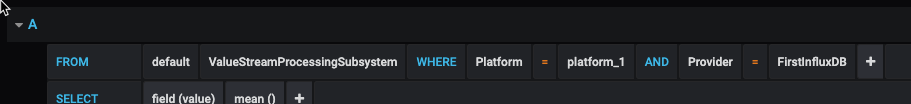 A
FROM default ValueStreamProcessingSubsystem WHERE Platform = platform_1 AND Provider = FirstInfluxDB +
SELECT field (value) mean () +